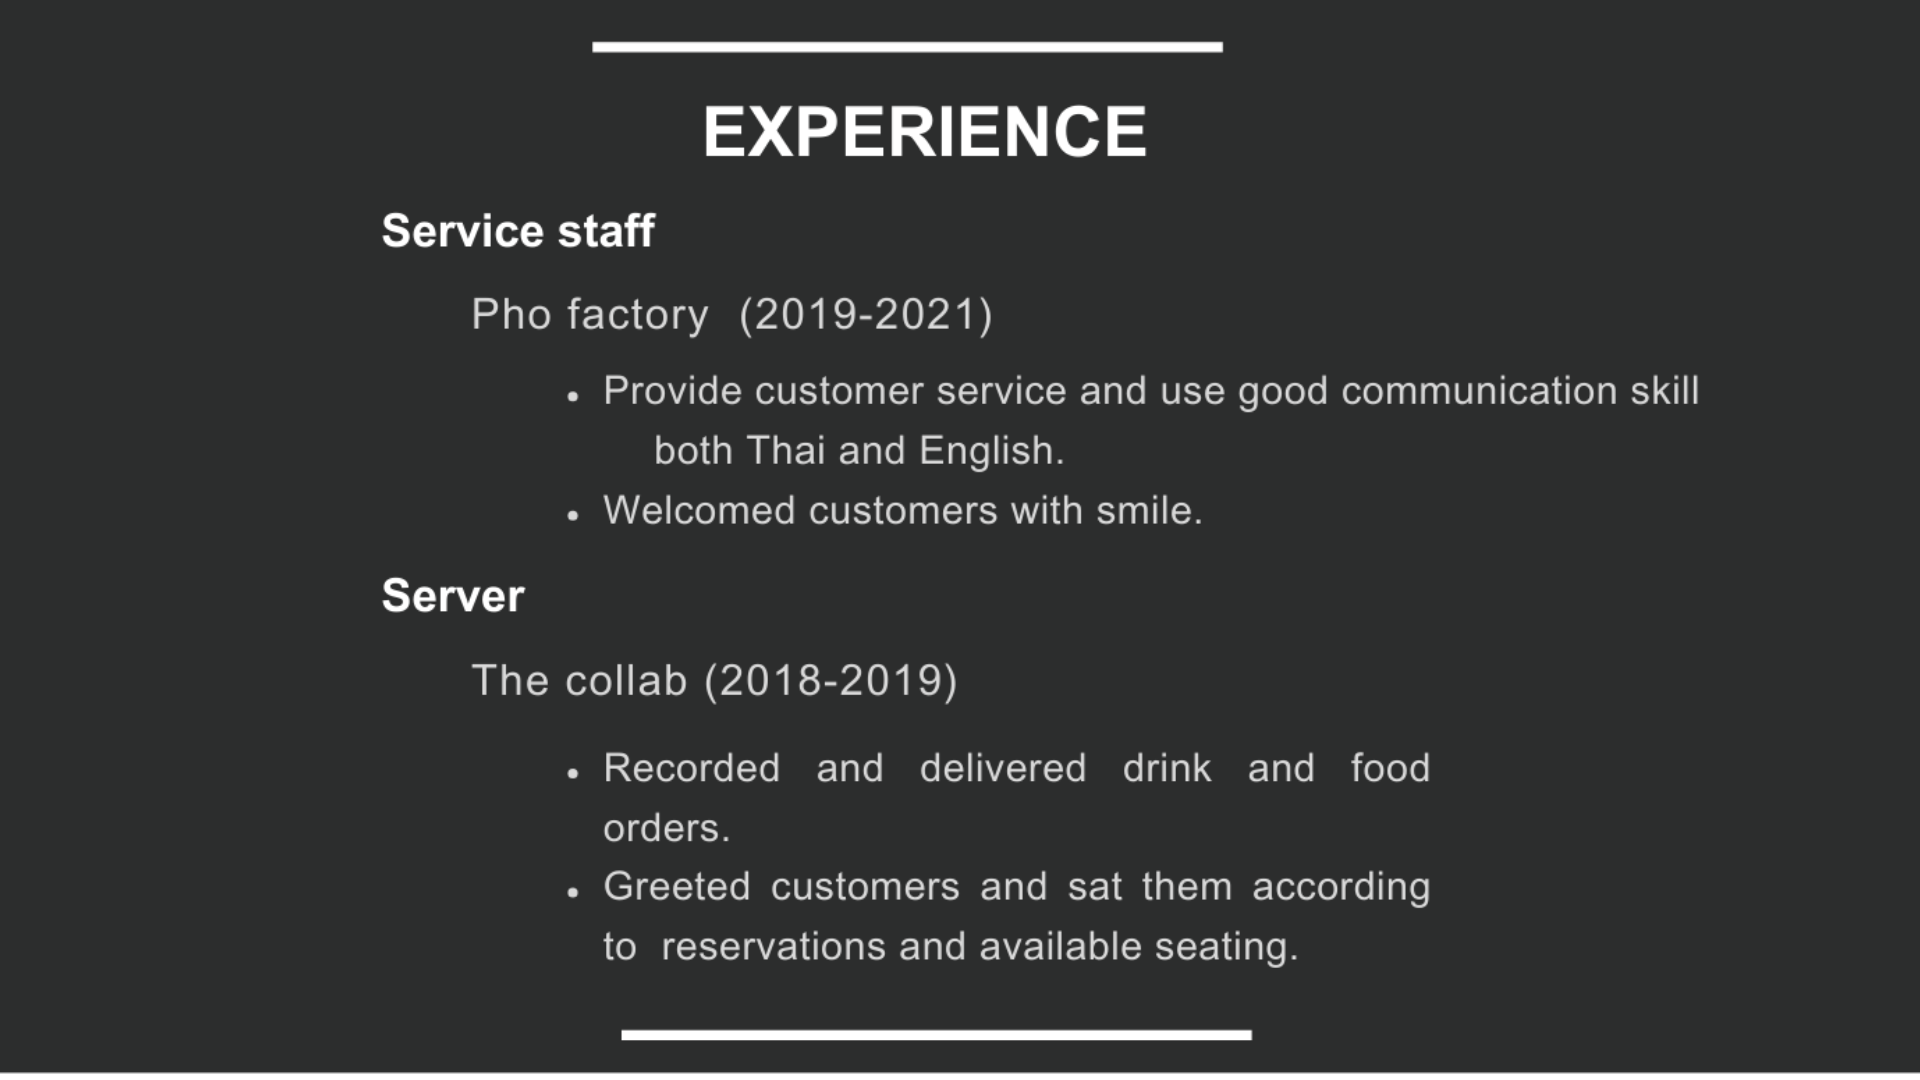 EXPERIENCE
Service staff
Pho factory  (2019-2021)
• Provide customer service and use good communication skill
both Thai and English.
• Welcomed customers with smile.
Server
The collab (2018-2019)
• Recorded and delivered drink and food
orders.
• Greeted customers and sat them according
to  reservations and available seating.